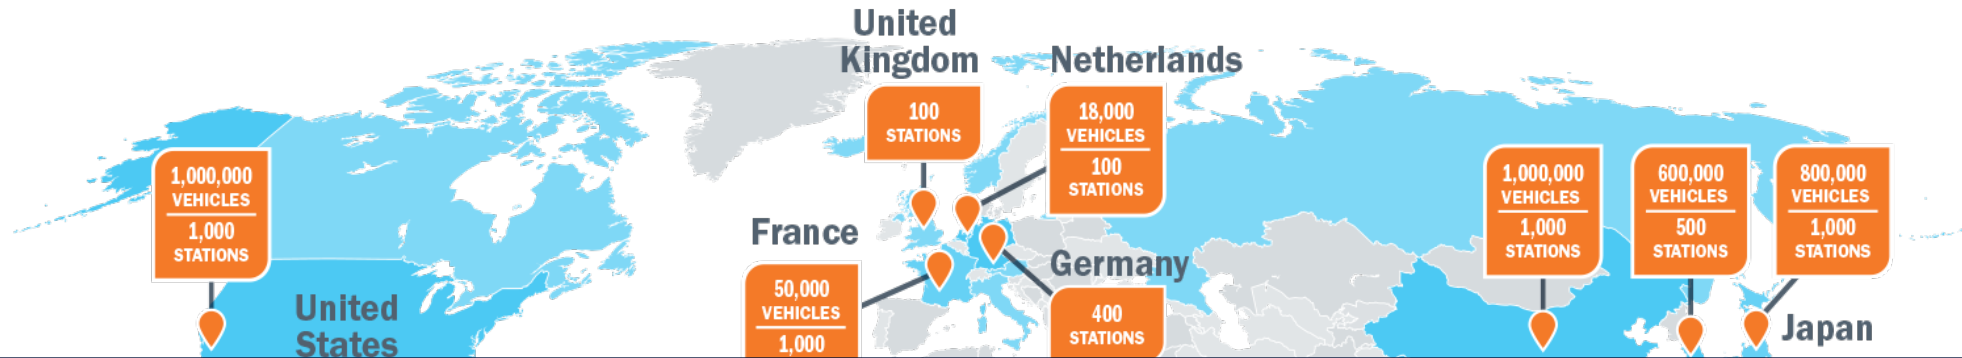 United
Kingdom
Netherlands
100
STATIONS
18,000
VEHICLES
100
STATIONS
1,000,000
VEHICLES
1,000
STATIONS
1,000,000
VEHICLES
1,000
STATIONS
600,000
VEHICLES
500
STATIONS
800,000
VEHICLES
1,000
STATIONS
France
50,000
VEHICLES
1,000
Germany
400
STATIONS
United
States
Japan